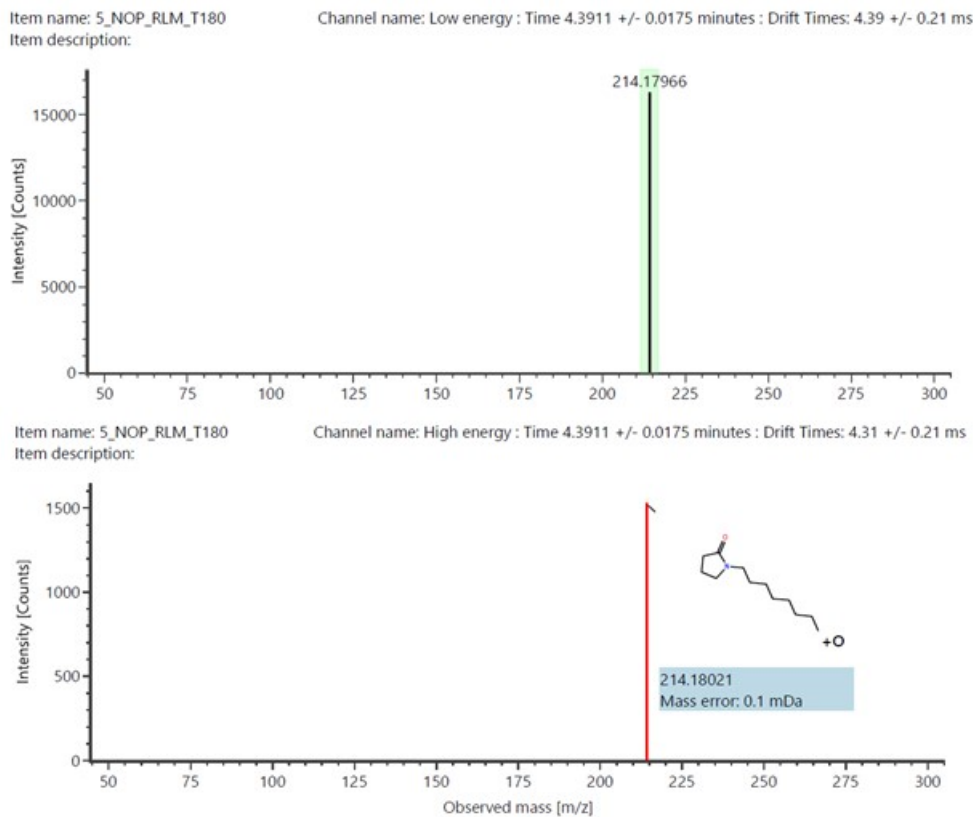 Item name: 5_NOP_RLM_T180 Channel name: Low energy : Time 4.3911 +/- 0.0175 minutes : Drift Times: 4.39 +/- 0.21 ms
Item description:
214.17966
15000
10000
5000
0
Intensity [Counts]
50 75 100 125 150 175 200 225 250 275 300
Item name: 5_NOP_RLM_T180 Channel name: High energy : Time 4.3911 +/- 0.0175 minutes : Drift Times: 4.31 +/- 0.21 ms
Item description:
1500
1000
500
0
Intensity [Counts]
O
N
+O
214.18021
Mass error: 0.1 mDa
50 75 100 125 150 175 200 225 250 275 300
Observed mass [m/z]